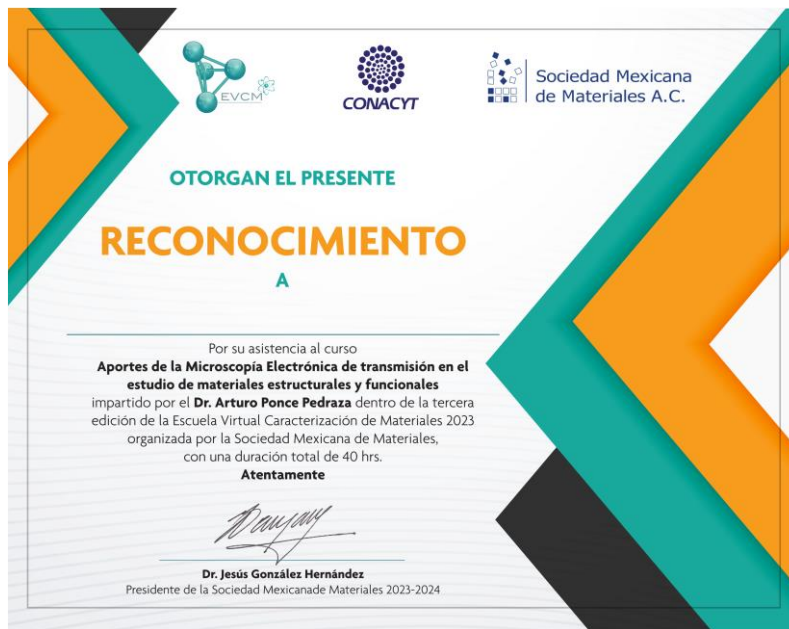 EVCM
CONACYT
Sociedad Mexicana
de Materiales A.C.
OTORGAN EL PRESENTE
RECONOCIMIENTO
A
Por su asistencia al curso
Aportes de la Microscopía Electrónica de transmisión en el
estudio de materiales estructurales y funcionales
impartido por el Dr. Arturo Ponce Pedraza dentro de la tercera
edición de la Escuela Virtual Caracterización de Materiales 2023
organizada por la Sociedad Mexicana de Materiales,
con una duración total de 40 hrs.
Atentamente
Dr. Jesús González Hernández
Presidente de la Sociedad Mexicanade Materiales 2023-2024